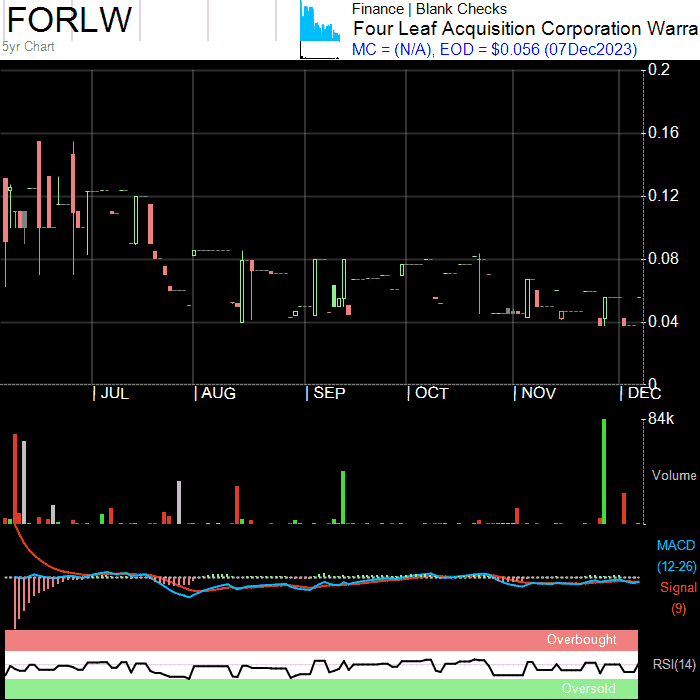 FORLW
5yr Chart
Finance | Blank Checks
Four Leaf Acquisition Corporation Warra
MC = (N/A), EOD = $0.056 (07Dec2023)
0.2
0.16
0.12
0.08
0.04
0
| JUL | AUG | SEP | OCT | NOV | DEC
84k
Volume
MACD
(12-26)
Signal
(9)
Overbought
RSI(14)
Oversold